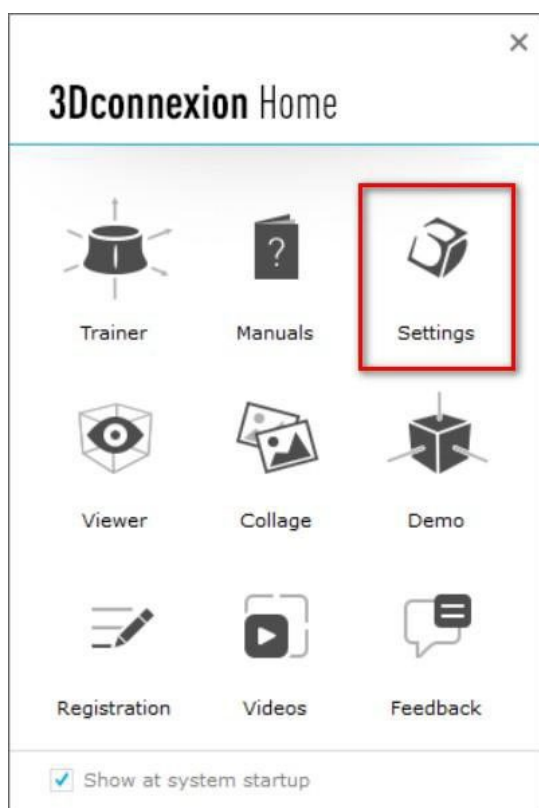 3Dconnexion Home
Trainer Manuals Settings
?
Viewer Collage Demo
Registration Videos Feedback
Show at system startup